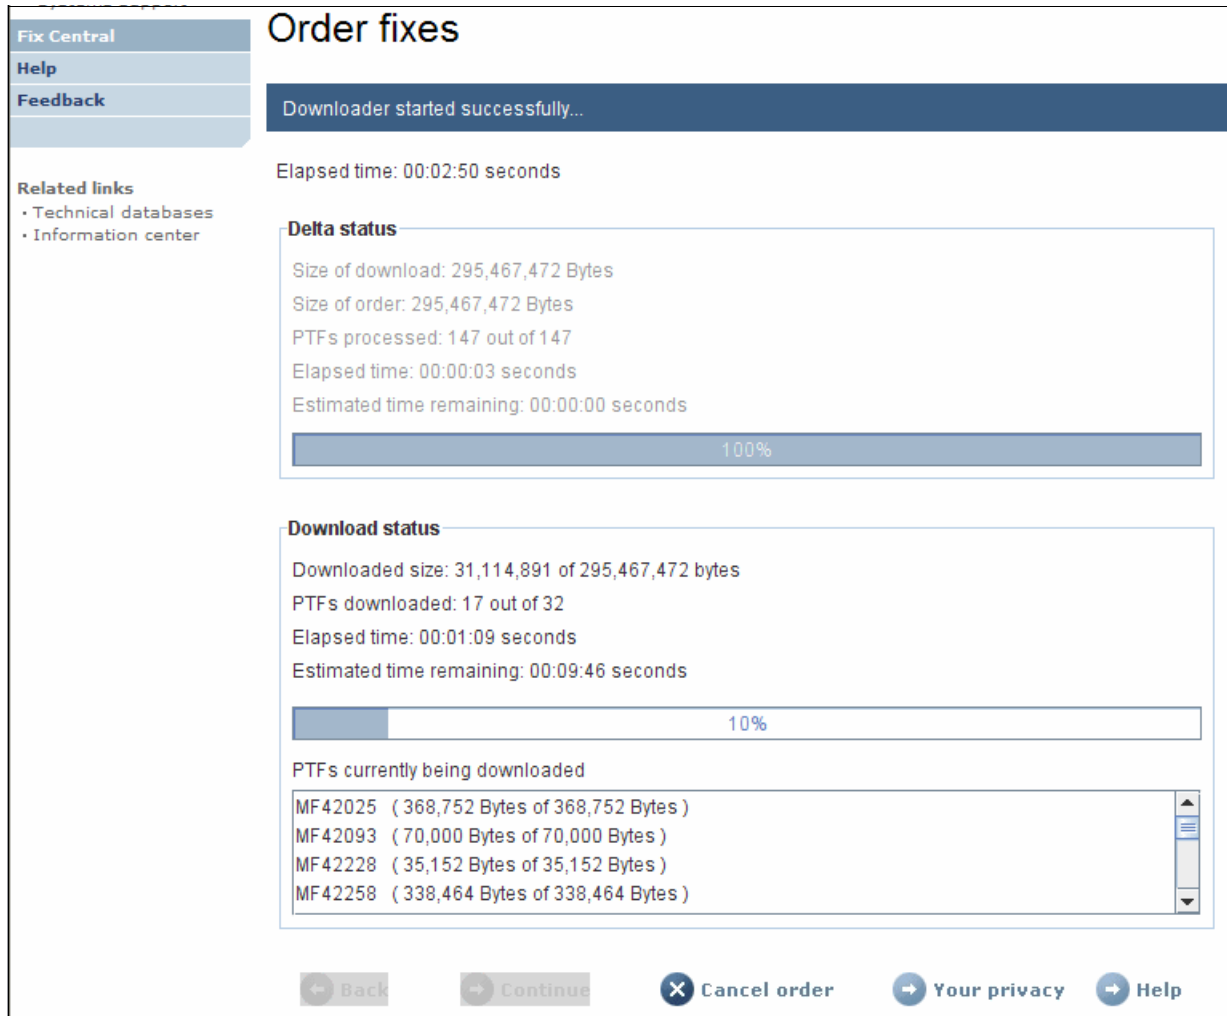 Fix Central
Help
Feedback
Related links
• Technical databases
• Information center
Order fixes
Downloader started successfully...
Elapsed time: 00:02:50 seconds
Delta status
Size of download: 295,467,472 Bytes
Size of order: 295,467,472 Bytes
PTFs processed: 147 out of 147
Elapsed time: 00:00:03 seconds
Estimated time remaining: 00:00:00 seconds
100%
Download status
Downloaded size: 31,114,891 of 295,467,472 bytes
PTFs downloaded: 17 out of 32
Elapsed time: 00:01:09 seconds
Estimated time remaining: 00:09:46 seconds
10%
PTFs currently being downloaded
MF42025 ( 368,752 Bytes of 368,752 Bytes )
MF42093 ( 70,000 Bytes of 70,000 Bytes )
MF42228 ( 35,152 Bytes of 35,152 Bytes )
MF42258 ( 338,464 Bytes of 338,464 Bytes )
Back Continue Cancel order Your privacy Help